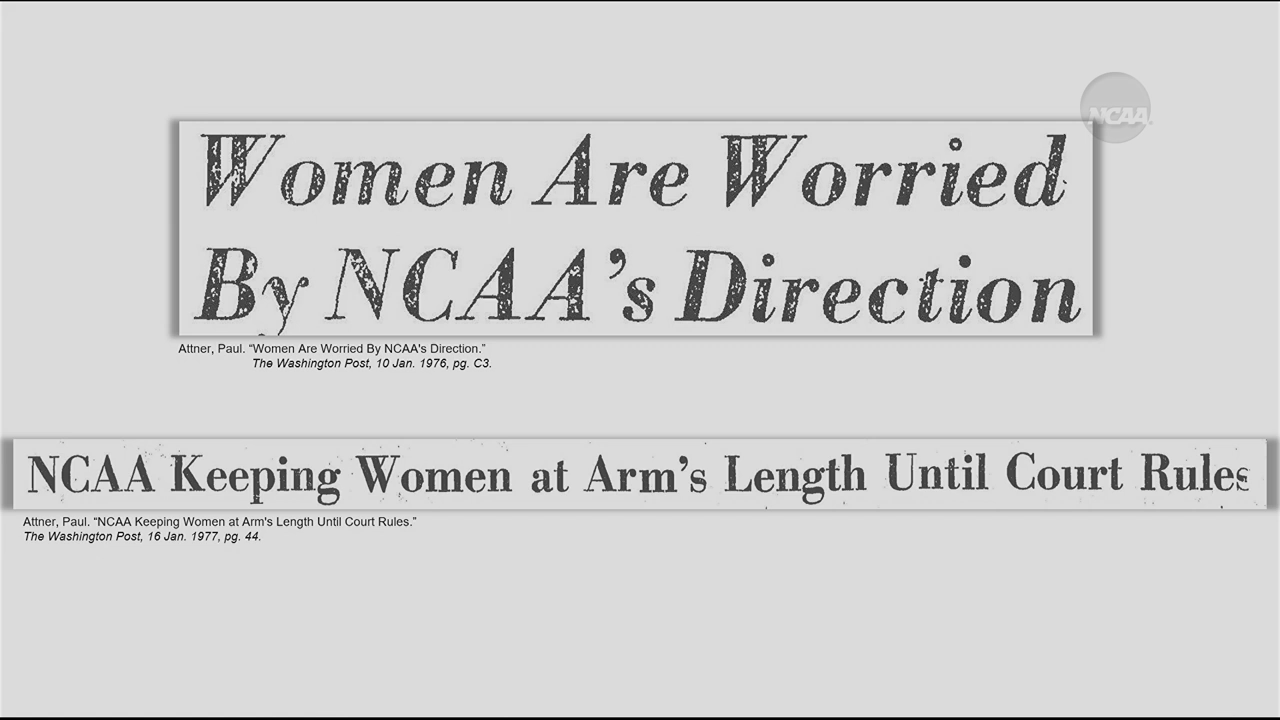 NCAA
Women Are Worried
By NCAA's Direction
Attner, Paul. “Women Are Worried By NCAA's Direction.”
The Washington Post, 10 Jan. 1976, pg. C3.
NCAA Keeping Women at Arm's Length Until Court Rules
Attner, Paul. “NCAA Keeping Women at Arm's Length Until Court Rules.”
The Washington Post, 16 Jan. 1977, pg. 44.